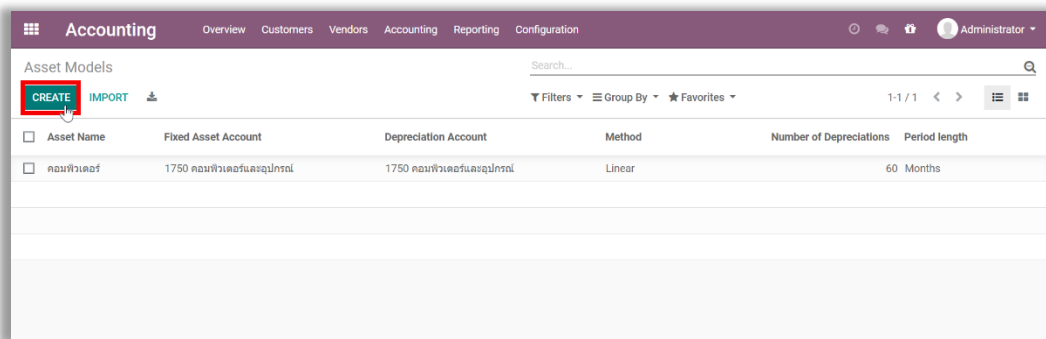 Accounting Overview Customers Vendors Accounting Reporting Configuration Administrator
Asset Models Search...
CREATE IMPORT Filters Group By Favorites 1-1 / 1
Asset Name Fixed Asset Account Depreciation Account Method Number of Depreciations Period length
คอมพิวเตอร์ 1750 คอมพิวเตอร์และอุปกรณ์ 1750 คอมพิวเตอร์และอุปกรณ์ Linear 60 Months